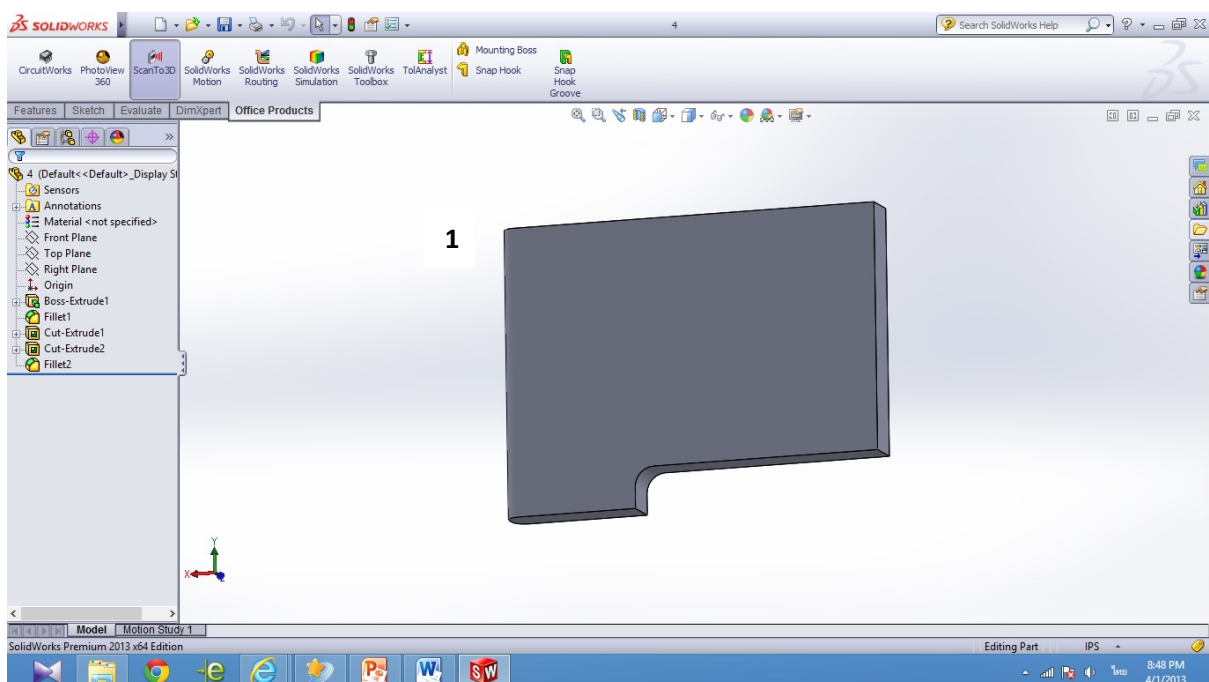 SOLIDWORKS
4
Search SolidWorks Help
CircuitWorks
PhotoView 360
ScanTo3D
SolidWorks Motion
SolidWorks Routing
SolidWorks Simulation
SolidWorks Toolbox
TolAnalyst
Mounting Boss
Snap Hook
Snap Hook Groove
Features
Sketch
Evaluate
DimXpert
Office Products
4 (Default<<Default>_Display St
Sensors
Annotations
Material <not specified>
Front Plane
Top Plane
Right Plane
Origin
Boss-Extrude1
Fillet1
Cut-Extrude1
Cut-Extrude2
Fillet2
1
Y
X
Z
Model
Motion Study 1
SolidWorks Premium 2013 x64 Edition
Editing Part
IPS
ไทย
8:48 PM
4/1/2013